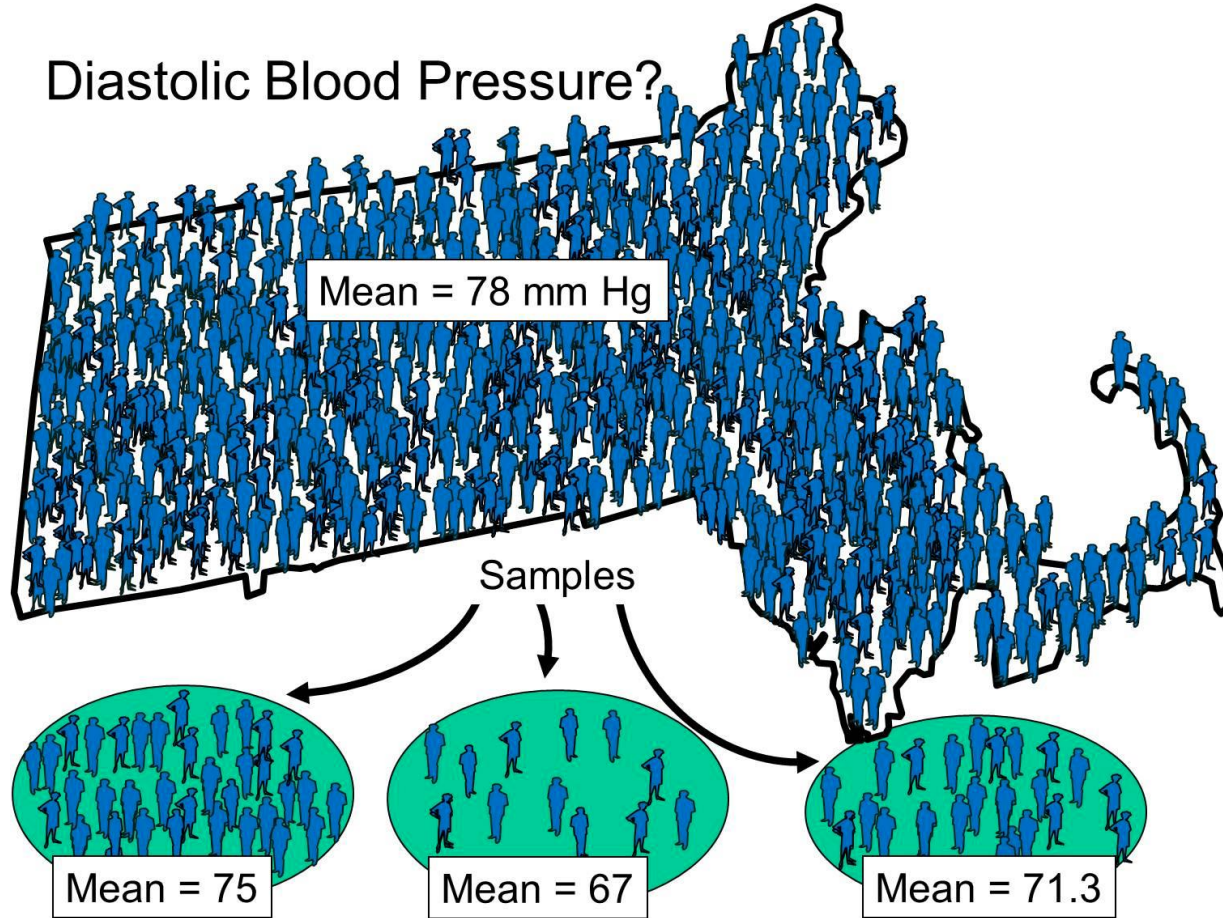 Diastolic Blood Pressure?
Mean = 78 mm Hg
Samples
Mean = 75
Mean = 67
Mean = 71.3